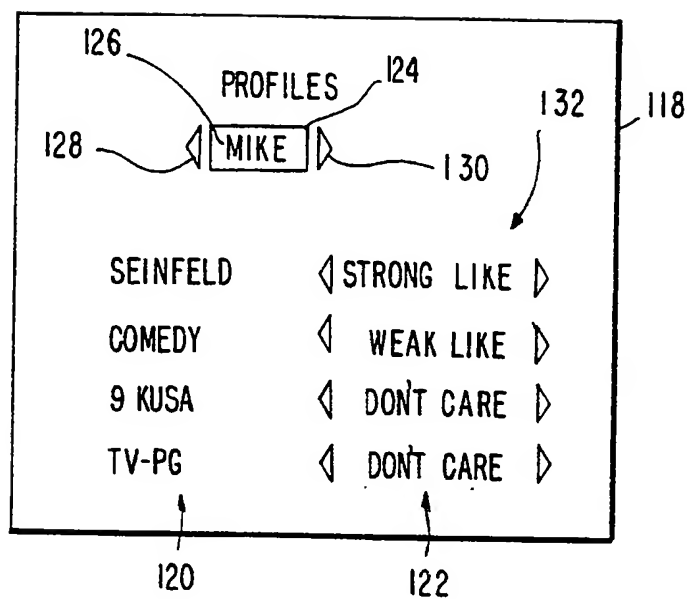 126
PROFILES
124
118
132
128
MIKE
130
SEINFELD STRONG LIKE
COMEDY WEAK LIKE
9 KUSA DON'T CARE
TV-PG DON'T CARE
120
122